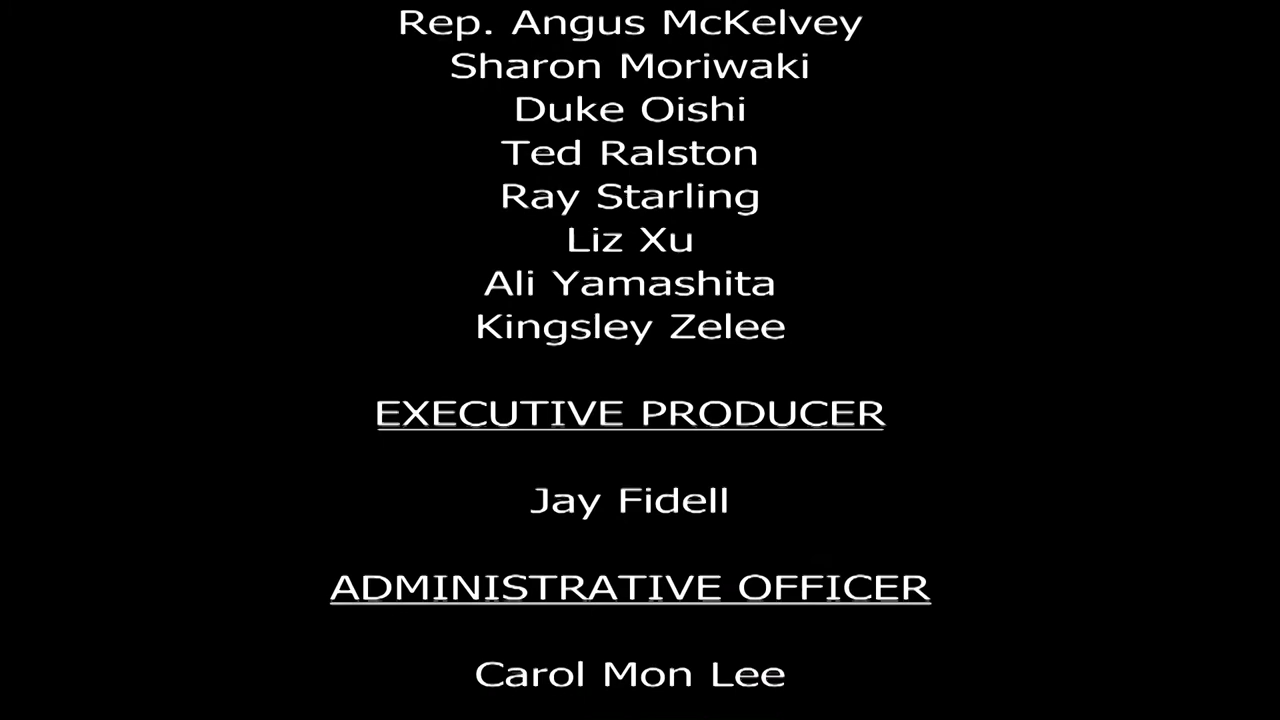 Rep. Angus McKelvey
Sharon Moriwaki
Duke Oishi
Ted Ralston
Ray Starling
Liz Xu
Ali Yamashita
Kingsley Zelee
EXECUTIVE PRODUCER
Jay Fidell
ADMINISTRATIVE OFFICER
Carol Mon Lee